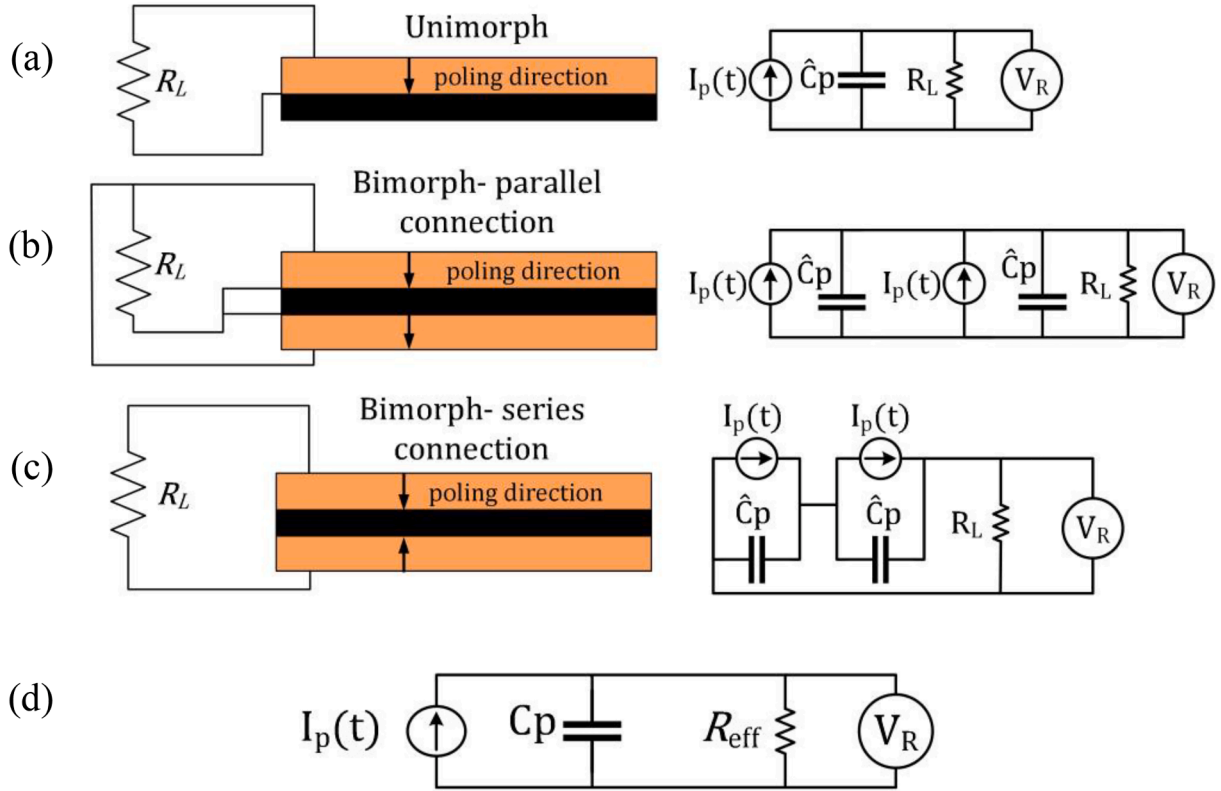 (a)
Unimorph
R_L
poling direction
I_p(t)
Ĉp
R_L
V_R
(b)
Bimorph- parallel
connection
R_L
poling direction
I_p(t)
Ĉp
I_p(t)
Ĉp
R_L
V_R
(c)
Bimorph- series
connection
R_L
poling direction
I_p(t)
I_p(t)
Ĉp
Ĉp
R_L
V_R
(d)
I_p(t)
Cp
R_eff
V_R